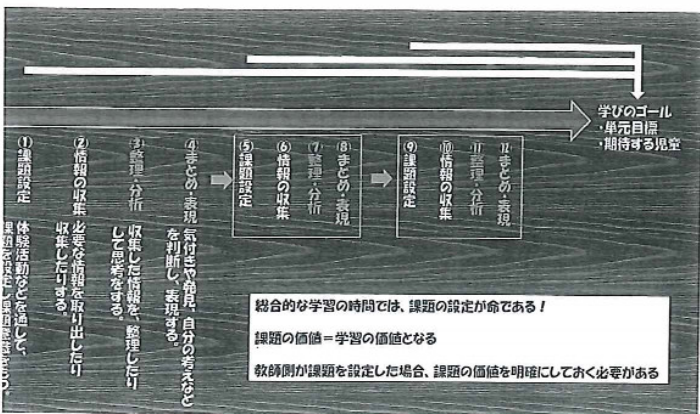 学びのゴール
・単元目標
・期待する児童
①課題設定
体験活動などを通して、
課題を設定し課題意識をもつ。
②情報の収集
必要な情報を取り出したり
収集したりする。
③整理・分析
収集した情報を、整理したり
して思考をする。
④まとめ・表現
気付きや発見、自分の考えなど
を判断し、表現する。
⑤課題設定
⑥情報の収集
⑦整理・分析
⑧まとめ・表現
⑨課題設定
⑩情報の収集
⑪整理・分析
⑫まとめ・表現
総合的な学習の時間では、課題の設定が命である！
課題の価値＝学習の価値となる
教師側が課題を設定した場合、課題の価値を明確にしておく必要がある